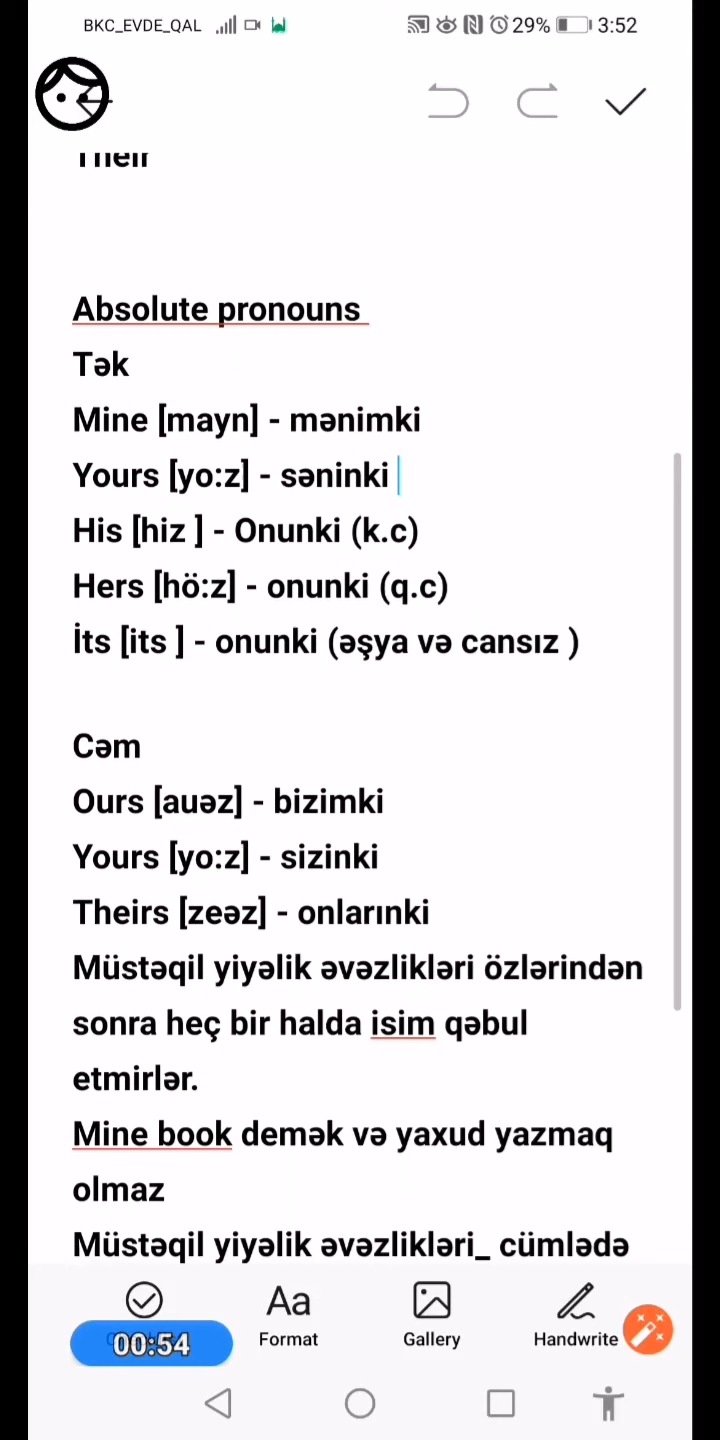 BKC_EVDE_QAL 29% 3:52
Their
Absolute pronouns
Tək
Mine [mayn] - mənimki
Yours [yo:z] - səninki
His [hiz ] - Onunki (k.c)
Hers [hö:z] - onunki (q.c)
İts [its ] - onunki (əşya və cansız )
Cəm
Ours [auəz] - bizimki
Yours [yo:z] - sizinki
Theirs [zeəz] - onlarınki
Müstəqil yiyəlik əvəzlikləri özlərindən
sonra heç bir halda isim qəbul
etmirlər.
Mine book demək və yaxud yazmaq
olmaz
Müstəqil yiyəlik əvəzlikləri_ cümlədə
Aa
00:54 Format Gallery Handwrite